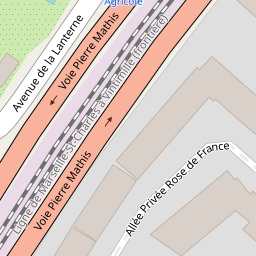 Agricole
Avenue de la Lanterne
Voie Pierre Mathis
Ligne de Marseille-St-Charles à Vintimille (frontière)
Voie Pierre Mathis
Allée Privée Rose de France